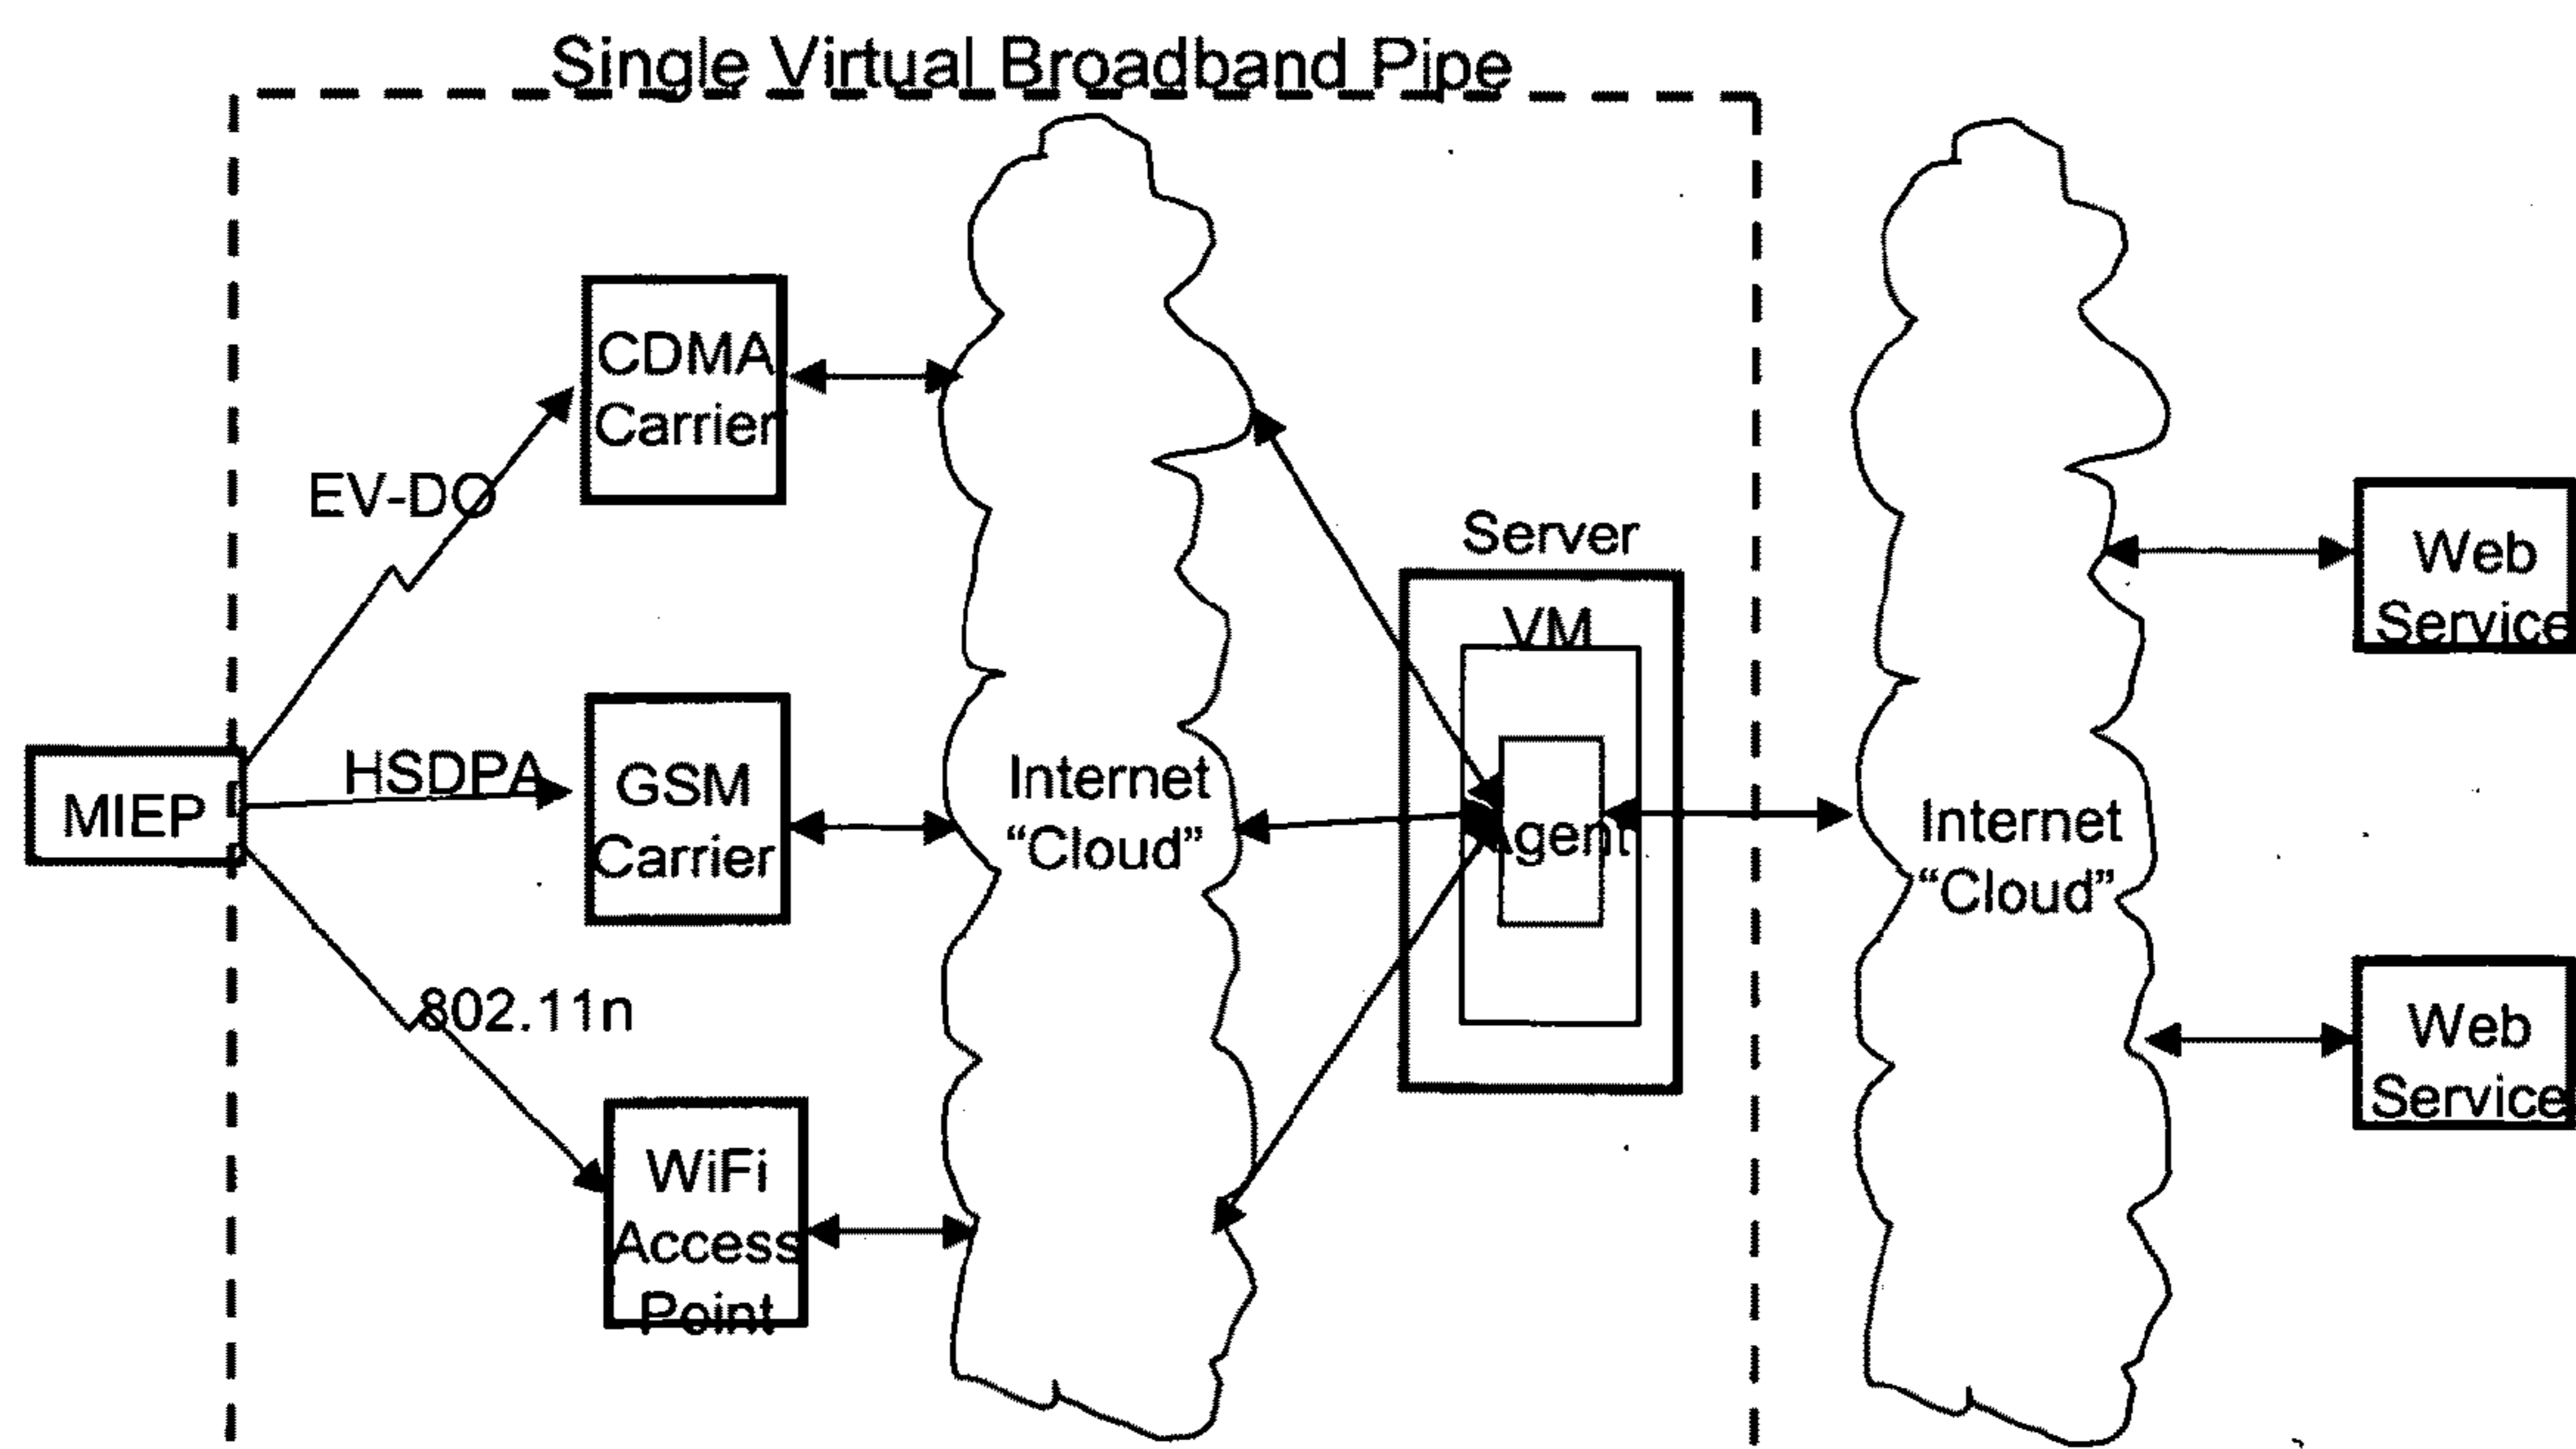 Single Virtual Broadband Pipe
CDMA
Carrier
EV-DO
HSDPA
MIEP
GSM
Carrier
802.11n
WiFi
Access
Point
Internet
“Cloud”
Server
VM
Agent
Internet
“Cloud”
Web
Service
Web
Service